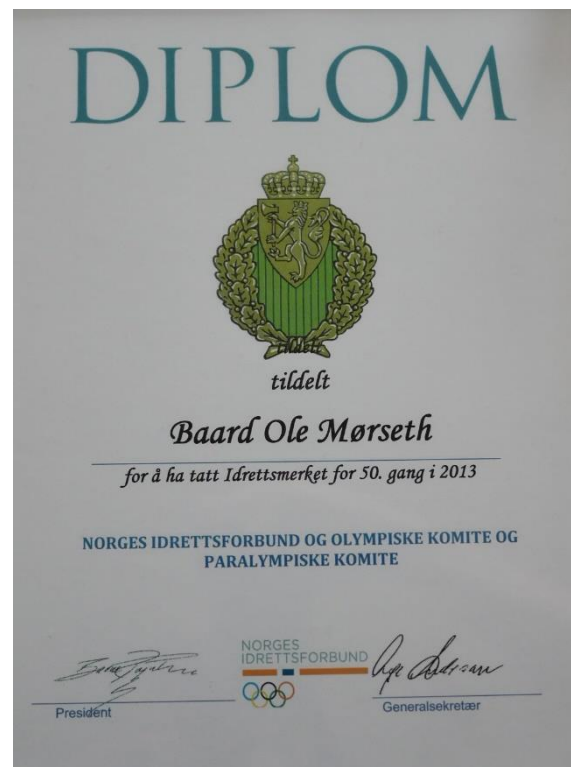 DIPLOM
tildelt
tildelt
Baard Ole Mørseth
for å ha tatt Idrettsmerket for 50. gang i 2013
NORGES IDRETTSFORBUND OG OLYMPISKE KOMITE OG
PARALYMPISKE KOMITE
NORGES
IDRETTSFORBUND
President
Generalsekretær